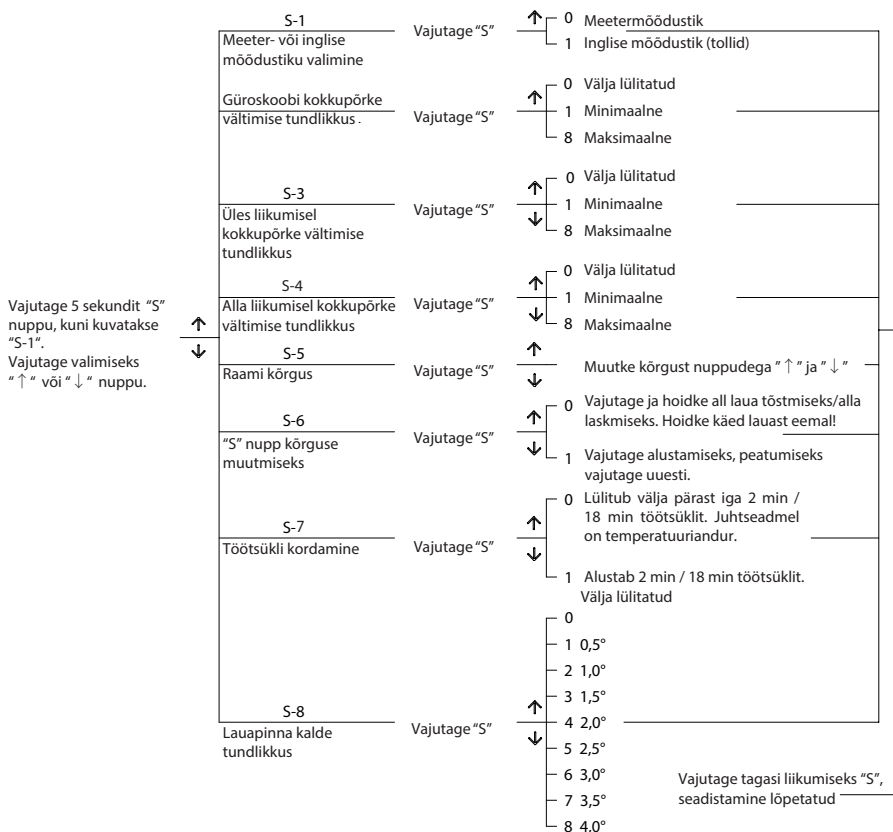 Vajutage 5 sekundit “S”
nuppu, kuni kuvatakse
“S-1“.
Vajutage valimiseks
“↑“ või “↓“ nuppu.
↑
↓
S-1
Meeter- või inglise
mõõdustiku valimine
Vajutage “S”
↑
0 Meetermõõdustik
1 Inglise mõõdustik (tollid)
Güroskoobi kokkupõrke
vältimise tundlikkus .
Vajutage “S”
↑
0 Välja lülitatud
1 Minimaalne
8 Maksimaalne
S-3
Üles liikumisel
kokkupõrke vältimise
tundlikkus
Vajutage “S”
↑
↓
0 Välja lülitatud
1 Minimaalne
8 Maksimaalne
S-4
Alla liikumisel kokkupõrke
vältimise tundlikkus
Vajutage “S”
↑
↓
0 Välja lülitatud
1 Minimaalne
8 Maksimaalne
S-5
Raami kõrgus
Vajutage “S”
↑
↓
Muutke kõrgust nuppudega ”↑” ja ”↓”
S-6
“S” nupp kõrguse
muutmiseks
Vajutage “S”
↑
↓
0 Vajutage ja hoidke all laua tõstmiseks/alla
laskmiseks. Hoidke käed lauast eemal!
1 Vajutage alustamiseks, peatumiseks
vajutage uuesti.
S-7
Töötsükli kordamine
Vajutage “S”
↑
↓
0 Lülitub välja pärast iga 2 min /
18 min töötsüklit. Juhtseadmel
on temperatuuriandur.
1 Alustab 2 min / 18 min töötsüklit.
Välja lülitatud
S-8
Lauapinna kalde
tundlikkus
Vajutage “S”
↑
↓
0
1 0,5°
2 1,0°
3 1,5°
4 2,0°
5 2,5°
6 3,0°
7 3,5°
8 4,0°
Vajutage tagasi liikumiseks “S”,
seadistamine lõpetatud